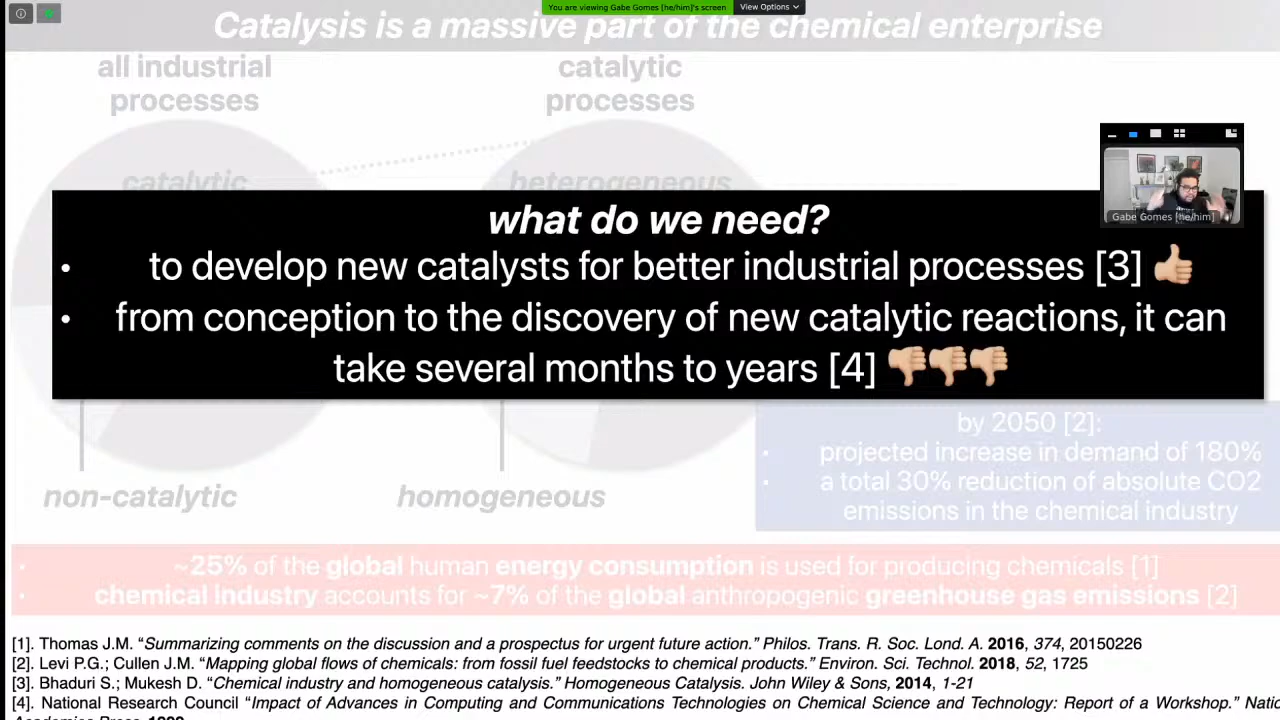 You are viewing Gabe Gomes [he/him]'s screen
View Options
Catalysis is a massive part of the chemical enterprise
all industrial
processes
catalytic
processes
catalytic
heterogeneous
Gabe Gomes [he/him]
what do we need?
• to develop new catalysts for better industrial processes [3] 👍🏼
• from conception to the discovery of new catalytic reactions, it can
take several months to years [4] 👎🏼👎🏼👎🏼
by 2050 [2]:
• projected increase in demand of 180%
• a total 30% reduction of absolute CO2
emissions in the chemical industry
non-catalytic
homogeneous
• ~25% of the global human energy consumption is used for producing chemicals [1]
• chemical industry accounts for ~7% of the global anthropogenic greenhouse gas emissions [2]
[1]. Thomas J.M. “Summarizing comments on the discussion and a prospectus for urgent future action.” Philos. Trans. R. Soc. Lond. A. 2016, 374, 20150226
[2]. Levi P.G.; Cullen J.M. “Mapping global flows of chemicals: from fossil fuel feedstocks to chemical products.” Environ. Sci. Technol. 2018, 52, 1725
[3]. Bhaduri S.; Mukesh D. “Chemical industry and homogeneous catalysis.” Homogeneous Catalysis. John Wiley & Sons, 2014, 1-21
[4]. National Research Council “Impact of Advances in Computing and Communications Technologies on Chemical Science and Technology: Report of a Workshop.”